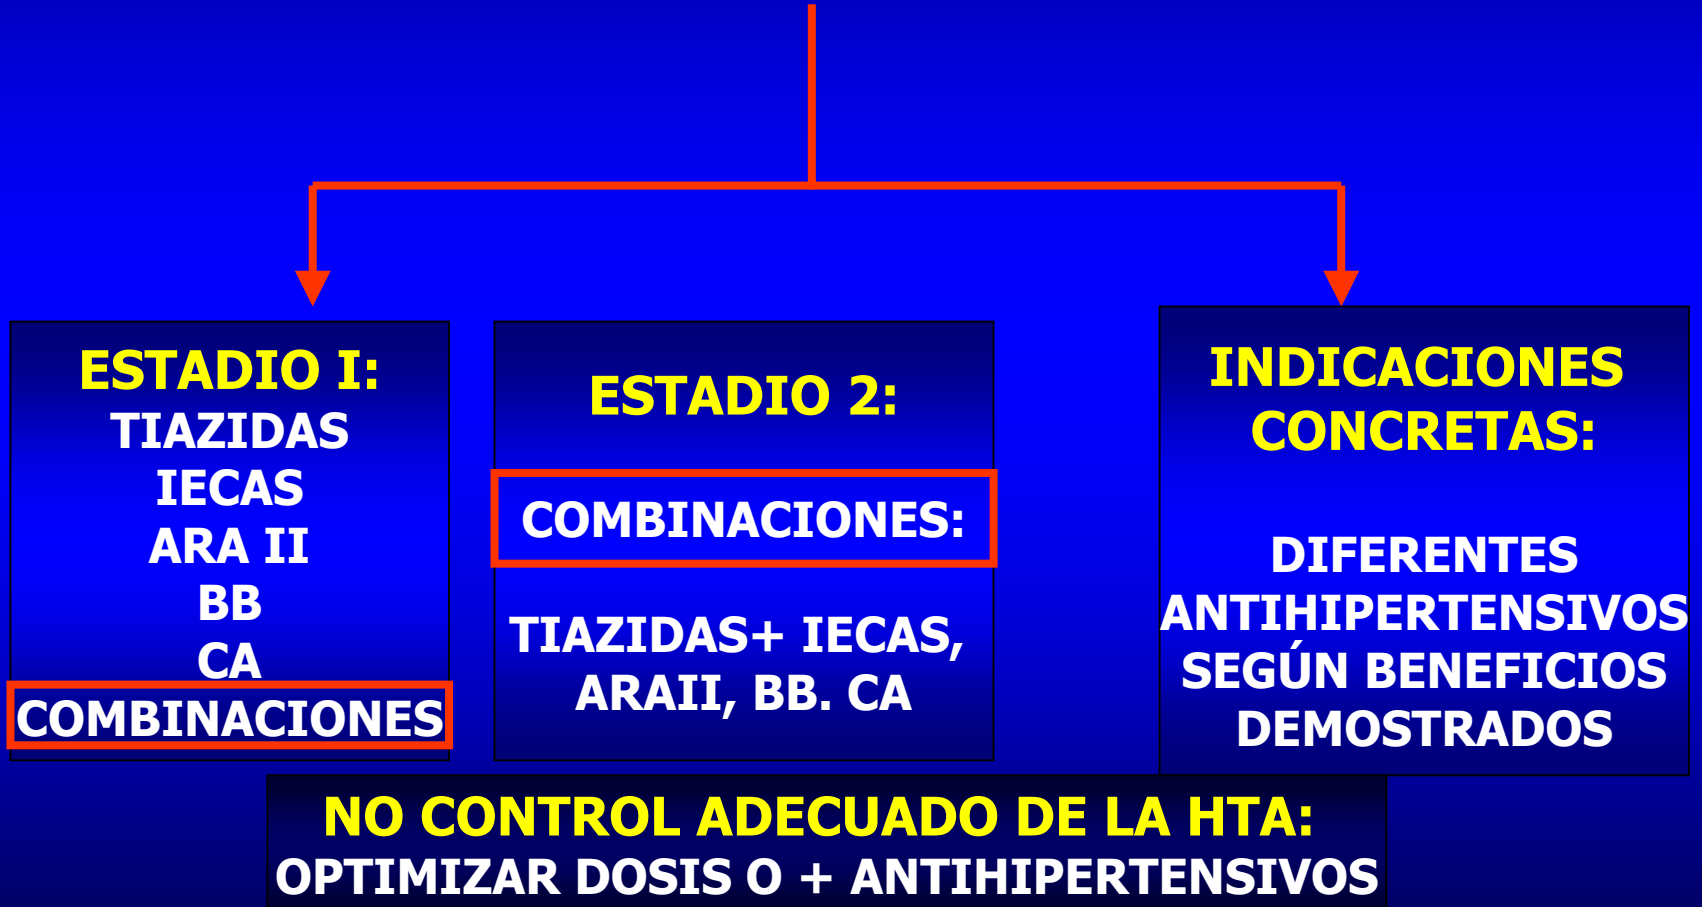 ESTADIO I:
TIAZIDAS
IECAS
ARA II
BB
CA
COMBINACIONES
ESTADIO 2:
COMBINACIONES:
TIAZIDAS+ IECAS,
ARAII, BB. CA
INDICACIONES
CONCRETAS:
DIFERENTES
ANTIHIPERTENSIVOS
SEGÚN BENEFICIOS
DEMOSTRADOS
NO CONTROL ADECUADO DE LA HTA:
OPTIMIZAR DOSIS O + ANTIHIPERTENSIVOS